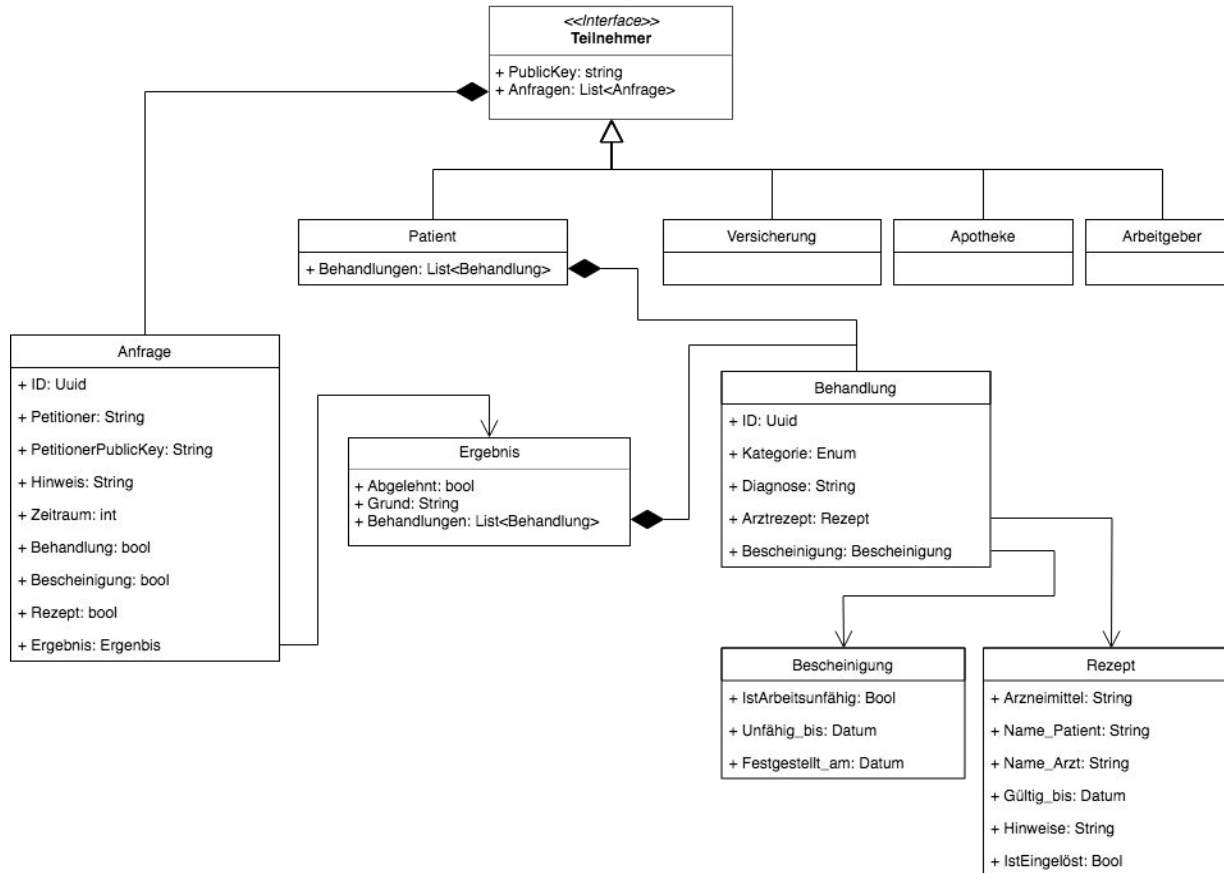 <<Interface>>
Teilnehmer
+ PublicKey: string
+ Anfragen: List<Anfrage>
Patient
+ Behandlungen: List<Behandlung>
Versicherung
Apotheke
Arbeitgeber
Anfrage
+ ID: Uuid
+ Petitioner: String
+ PetitionerPublicKey: String
+ Hinweis: String
+ Zeitraum: int
+ Behandlung: bool
+ Bescheinigung: bool
+ Rezept: bool
+ Ergebnis: Ergenbis
Ergebnis
+ Abgelehnt: bool
+ Grund: String
+ Behandlungen: List<Behandlung>
Behandlung
+ ID: Uuid
+ Kategorie: Enum
+ Diagnose: String
+ Arztrezept: Rezept
+ Bescheinigung: Bescheinigung
Bescheinigung
+ IstArbeitsunfähig: Bool
+ Unfähig_bis: Datum
+ Festgestellt_am: Datum
Rezept
+ Arzneimittel: String
+ Name_Patient: String
+ Name_Arzt: String
+ Gültig_bis: Datum
+ Hinweise: String
+ IstEingelöst: Bool